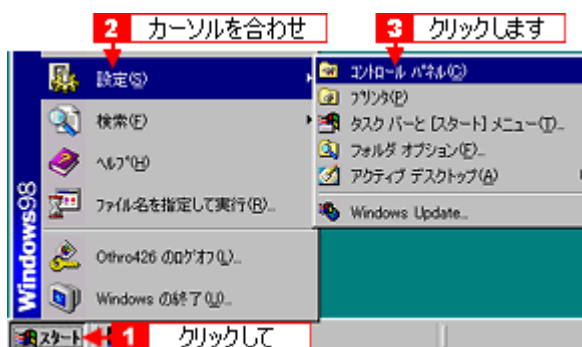 2 カーソルを合わせ
3 クリックします
設定(S)
検索(F)
ヘルプ(H)
ファイル名を指定して実行(R)...
Othro426 のログオフ(L)...
Windows の終了(U)...
Windows98
コントロール パネル(C)
プリンタ(P)
タスク バーと [スタート] メニュー(T)...
フォルダ オプション(F)...
アクティブ デスクトップ(A)
Windows Update...
スタート
1 クリックして